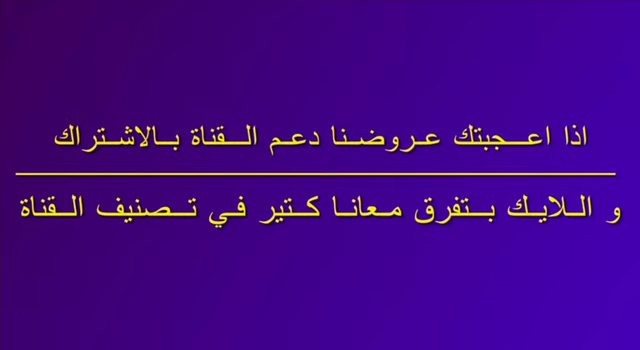 اذا اعجبتك عروضنا دعم القناة بالاشتراك
و اللايك بتفرق معانا كتير في تصنيف القناة